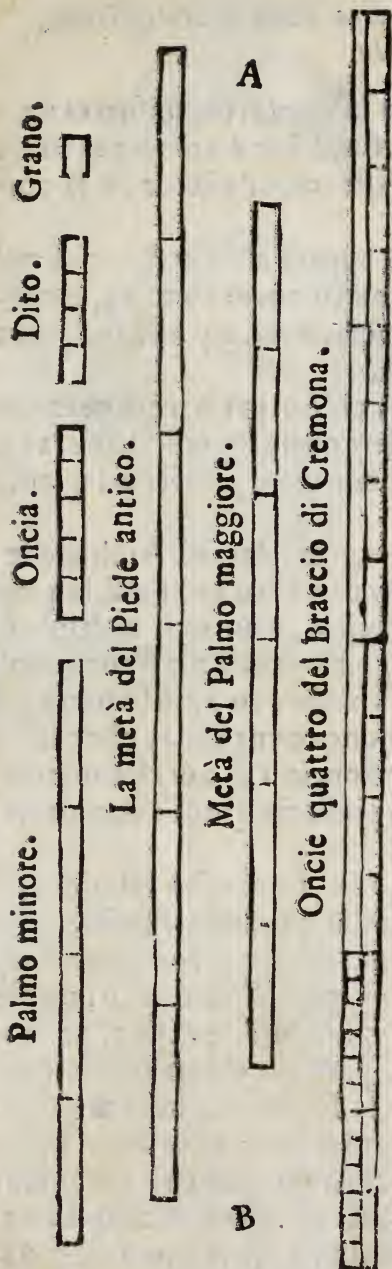 Palmo minore.
Oncia.
Dito.
Grano.
La metà del Piede antico.
Metà del Palmo maggiore.
Oncie quattro del Braccio di Cremona.
A
B